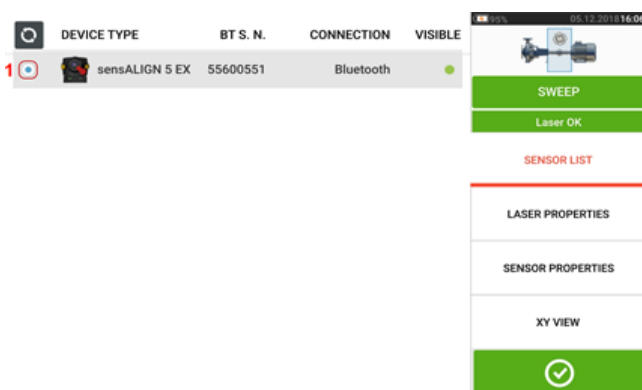 DEVICE TYPE BT S. N. CONNECTION VISIBLE
1 sensALIGN 5 EX 55600551 Bluetooth
95% 05.12.2018 16:06
SWEEP
Laser OK
SENSOR LIST
LASER PROPERTIES
SENSOR PROPERTIES
XY VIEW